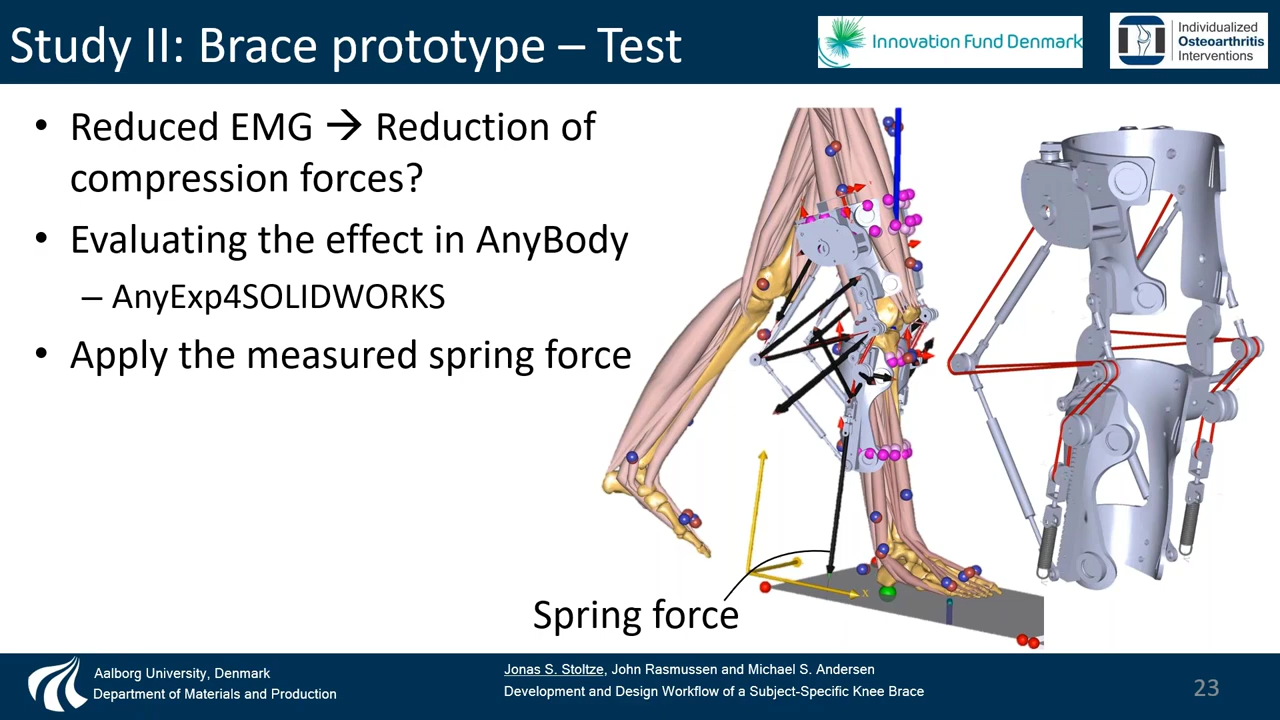 Study II: Brace prototype – Test
Innovation Fund Denmark
Individualized
Osteoarthritis
Interventions
• Reduced EMG → Reduction of
compression forces?
• Evaluating the effect in AnyBody
– AnyExp4SOLIDWORKS
• Apply the measured spring force
x
Spring force
Aalborg University, Denmark
Department of Materials and Production
Jonas S. Stoltze, John Rasmussen and Michael S. Andersen
Development and Design Workflow of a Subject-Specific Knee Brace
23